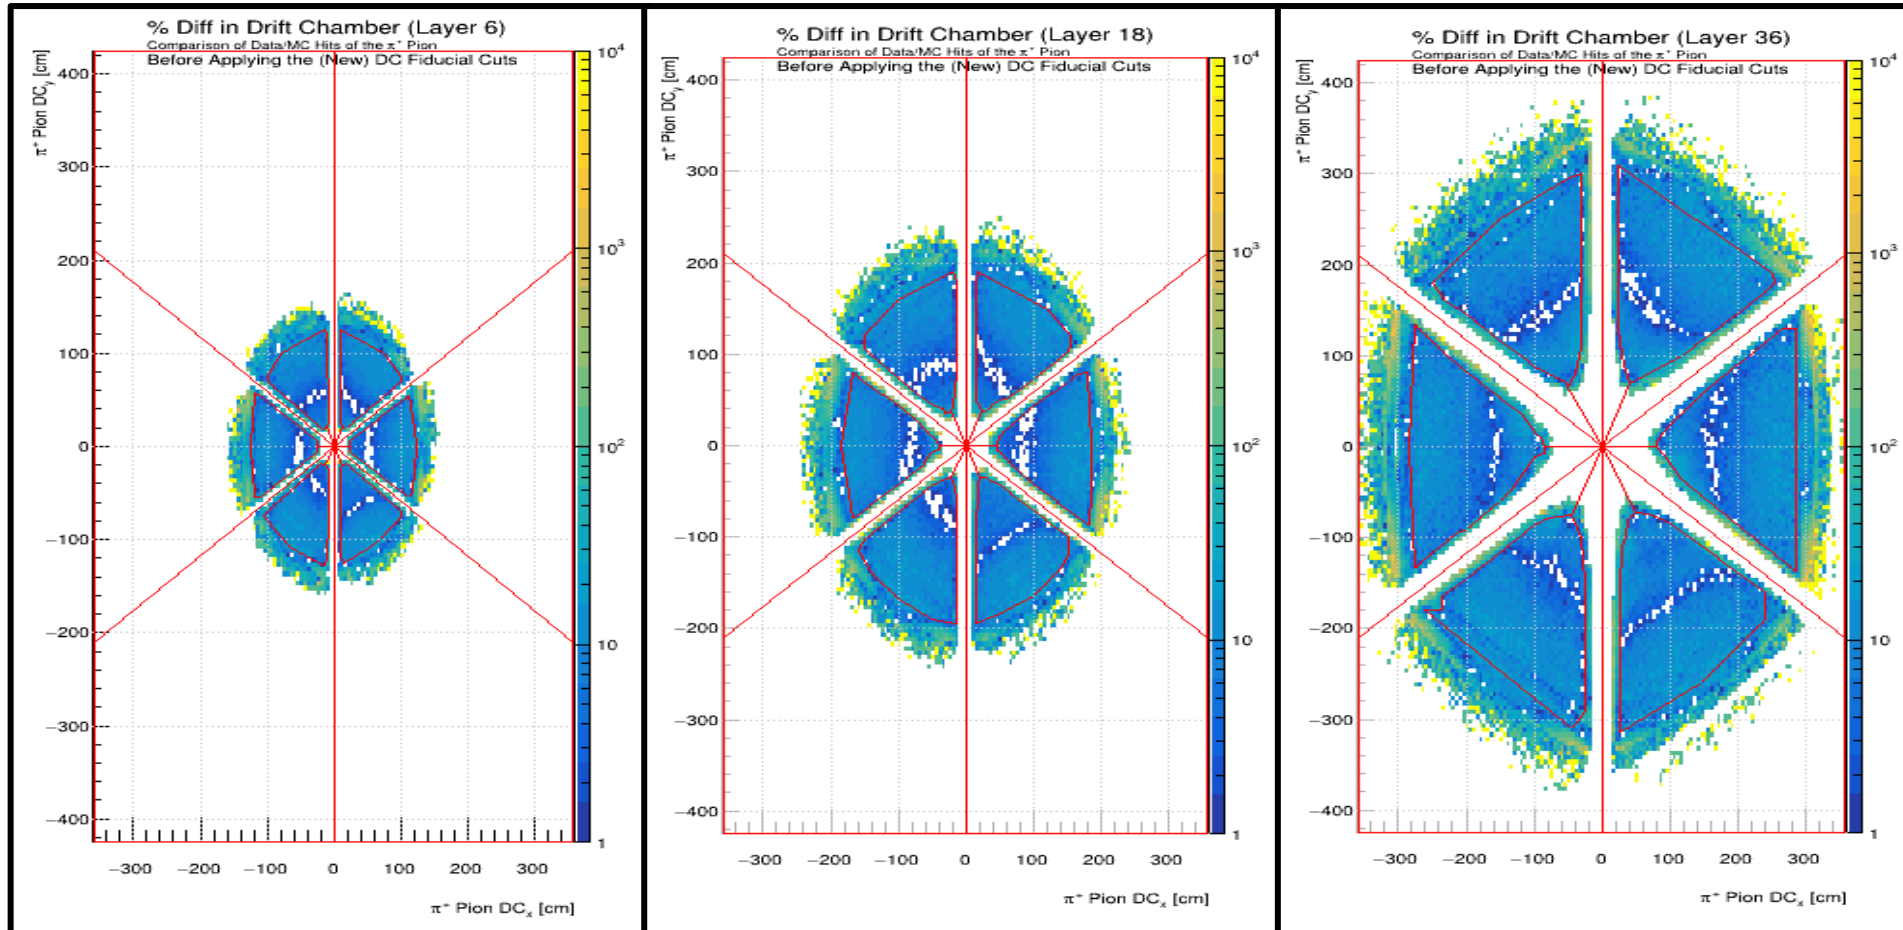 % Diff in Drift Chamber (Layer 6)
Comparison of Data/MC Hits of the π⁺ Pion
Before Applying the (New) DC Fiducial Cuts
π⁺ Pion DCy [cm]
400
300
200
100
0
−100
−200
−300
−400
−300 −200 −100 0 100 200 300
π⁺ Pion DCx [cm]
10⁴
10³
10²
10
1
% Diff in Drift Chamber (Layer 18)
Comparison of Data/MC Hits of the π⁺ Pion
Before Applying the (New) DC Fiducial Cuts
π⁺ Pion DCy [cm]
400
300
200
100
0
−100
−200
−300
−400
−300 −200 −100 0 100 200 300
π⁺ Pion DCx [cm]
10⁴
10³
10²
10
1
% Diff in Drift Chamber (Layer 36)
Comparison of Data/MC Hits of the π⁺ Pion
Before Applying the (New) DC Fiducial Cuts
π⁺ Pion DCy [cm]
400
300
200
100
0
−100
−200
−300
−400
−300 −200 −100 0 100 200 300
π⁺ Pion DCx [cm]
10⁴
10³
10²
10
1